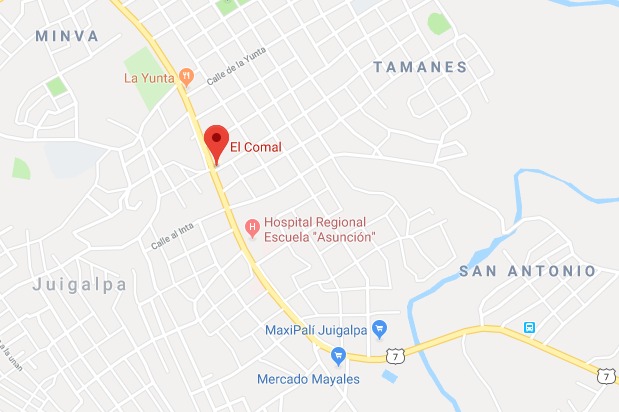 MINVA
Calle de la Yunta
TAMANES
La Yunta
El Comal
Hospital Regional
Escuela "Asunción"
Calle al Inta
SAN ANTONIO
Juigalpa
MaxiPalí Juigalpa
7
7
Mercado Mayales
a la unan